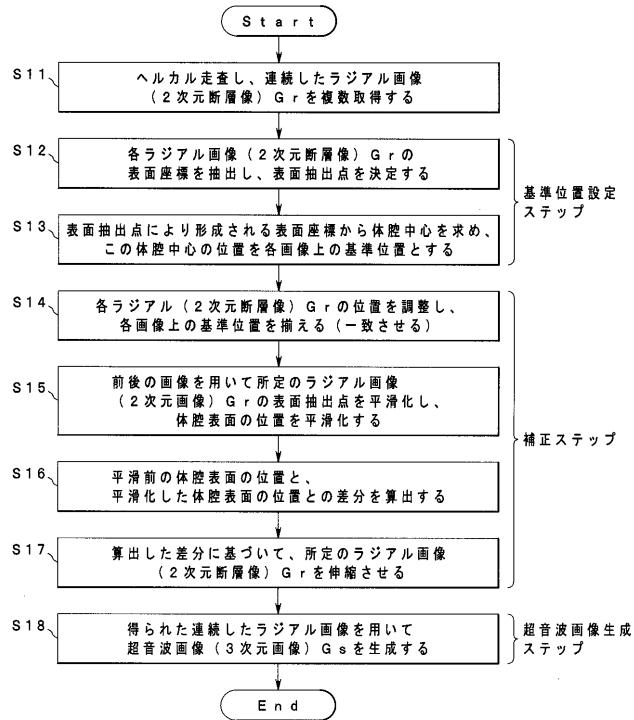 Start
S11
ヘルカル走査し、連続したラジアル画像
(2次元断層像)Grを複数取得する
S12
各ラジアル画像(2次元断層像)Grの
表面座標を抽出し、表面抽出点を決定する
S13
表面抽出点により形成される表面座標から体腔中心を求め、
この体腔中心の位置を各画像上の基準位置とする
基準位置設定
ステップ
S14
各ラジアル(2次元断層像)Grの位置を調整し、
各画像上の基準位置を揃える(一致させる)
S15
前後の画像を用いて所定のラジアル画像
(2次元画像)Grの表面抽出点を平滑化し、
体腔表面の位置を平滑化する
S16
平滑前の体腔表面の位置と、
平滑化した体腔表面の位置との差分を算出する
S17
算出した差分に基づいて、所定のラジアル画像
(2次元断層像)Grを伸縮させる
補正ステップ
S18
得られた連続したラジアル画像を用いて
超音波画像(3次元画像)Gsを生成する
超音波画像生成
ステップ
End